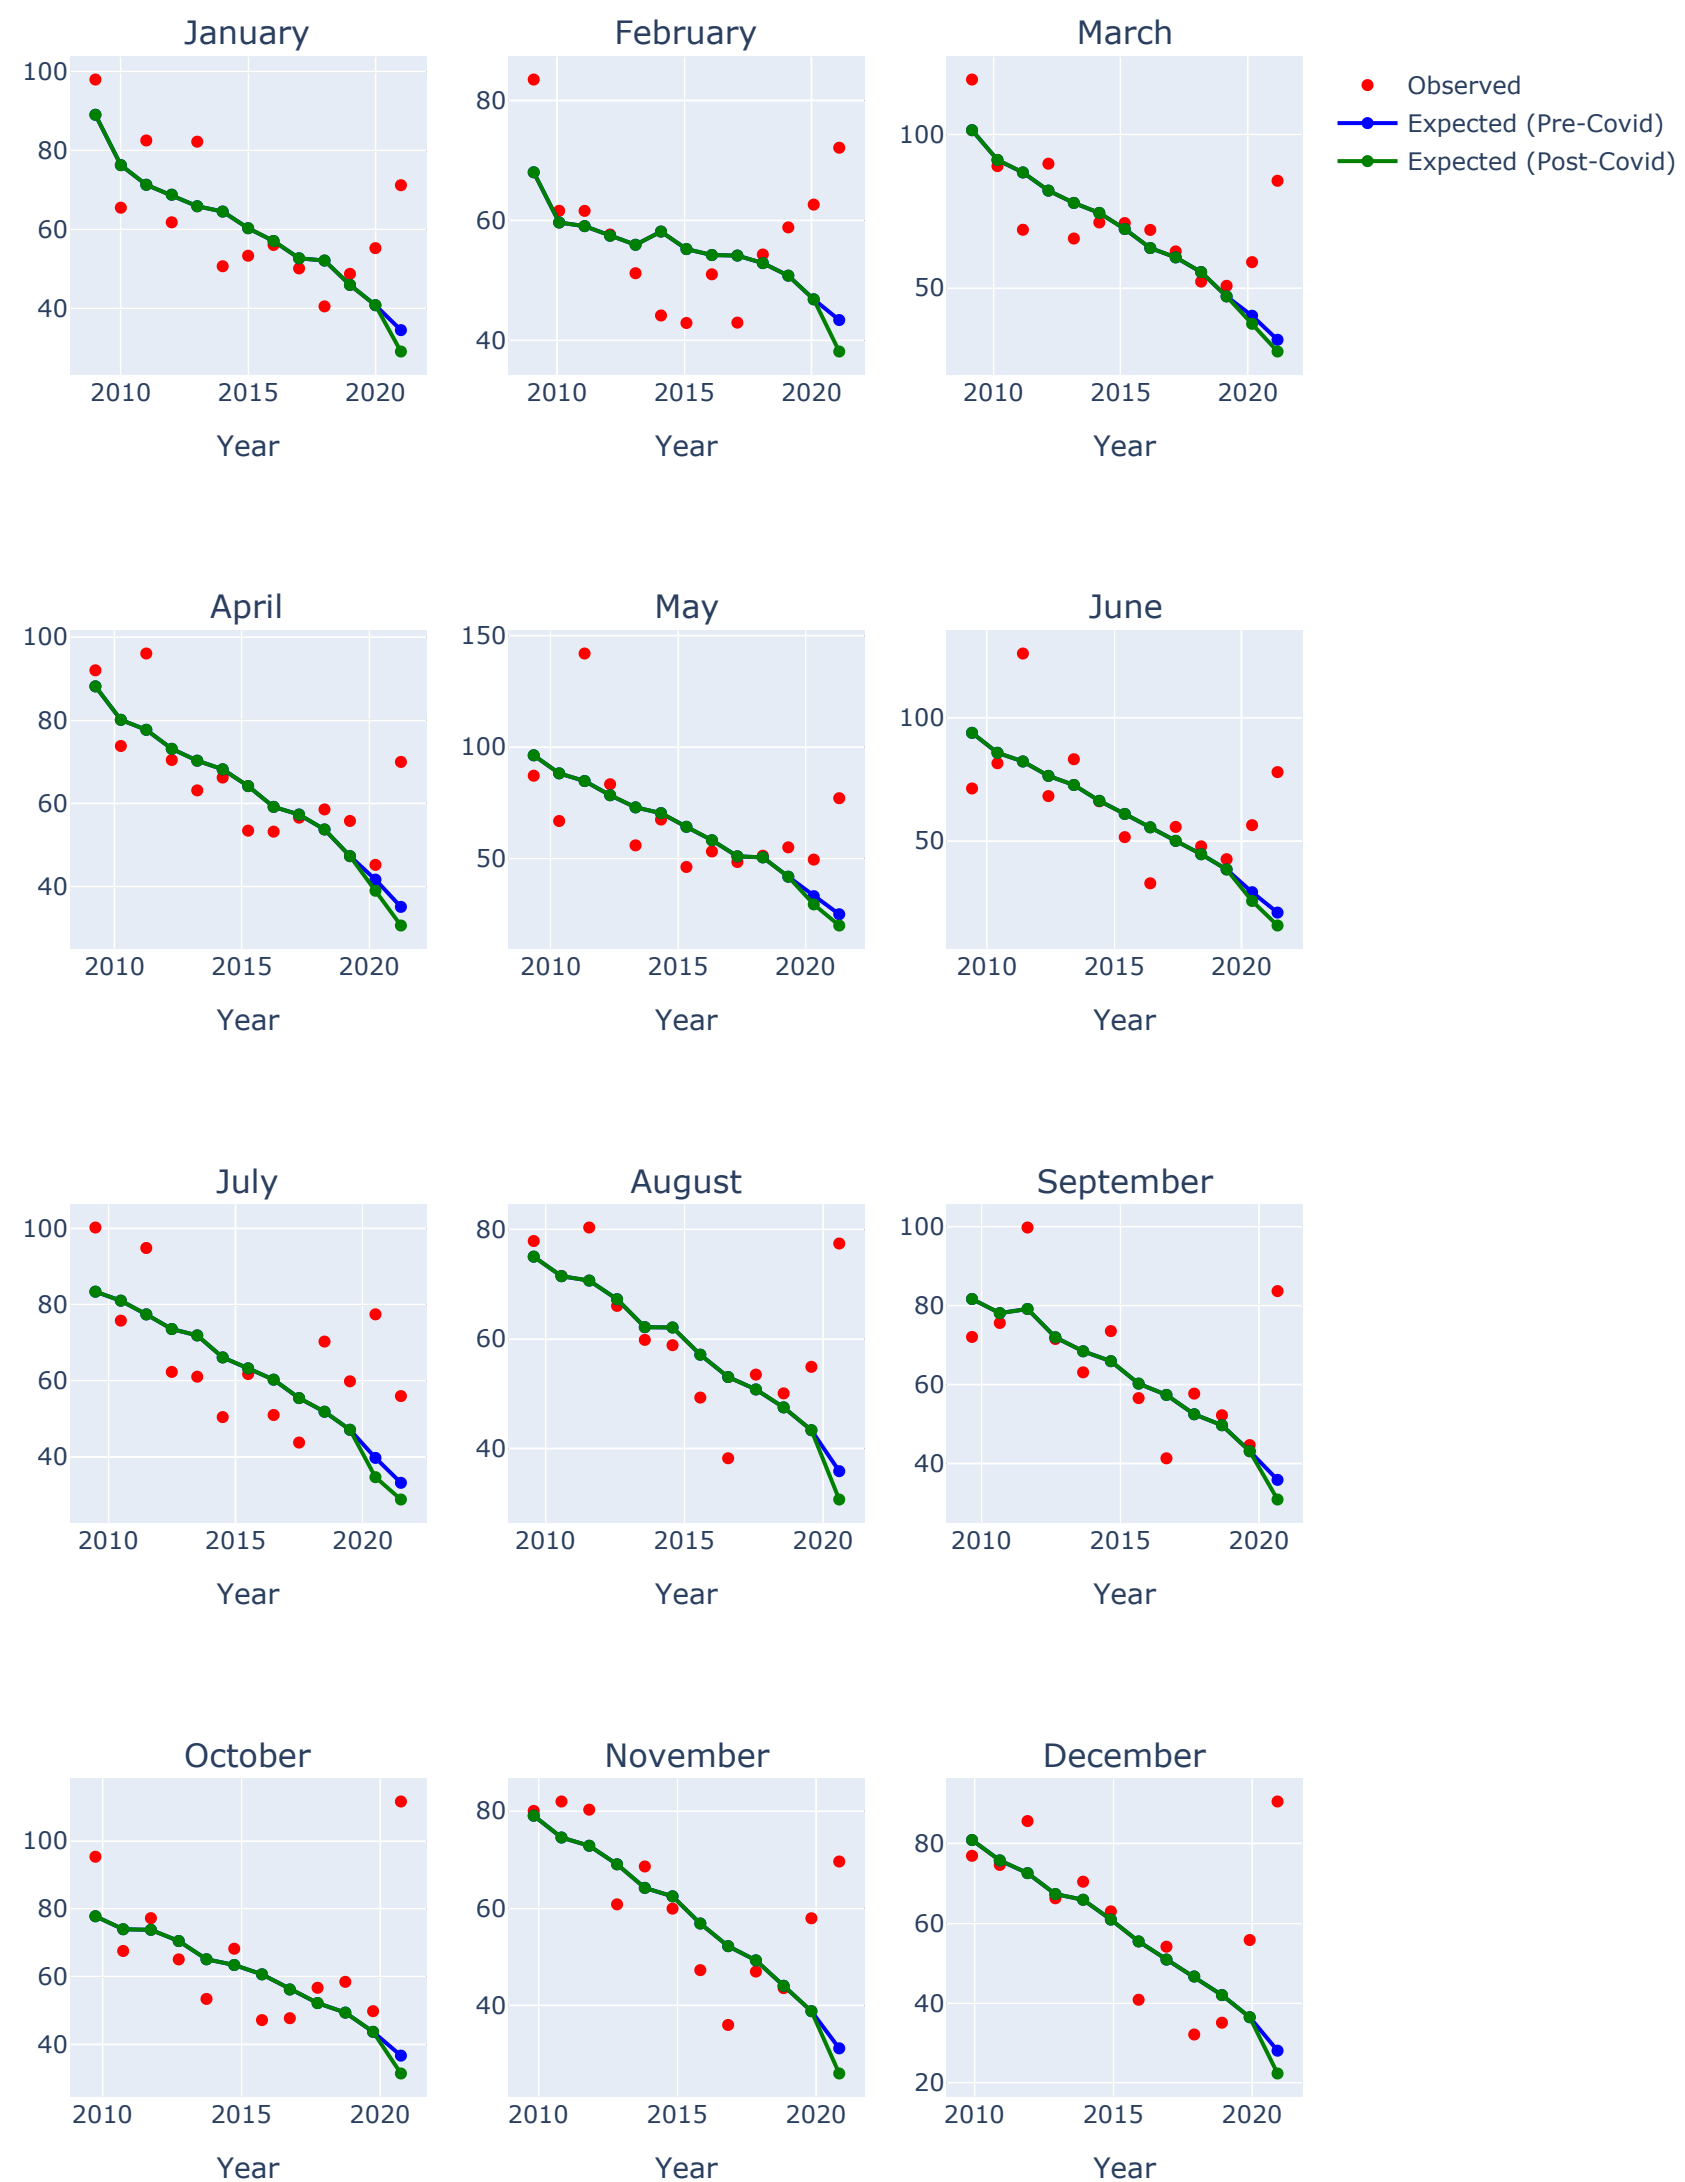 January
February
March
100
80
60
40
2010
2015
2020
Year
80
60
40
2010
2015
2020
Year
100
50
2010
2015
2020
Year
Observed
Expected (Pre-Covid)
Expected (Post-Covid)
April
May
June
100
80
60
40
2010
2015
2020
Year
150
100
50
2010
2015
2020
Year
100
50
2010
2015
2020
Year
July
August
September
100
80
60
40
2010
2015
2020
Year
80
60
40
2010
2015
2020
Year
100
80
60
40
2010
2015
2020
Year
October
November
December
100
80
60
40
2010
2015
2020
Year
80
60
40
2010
2015
2020
Year
80
60
40
20
2010
2015
2020
Year